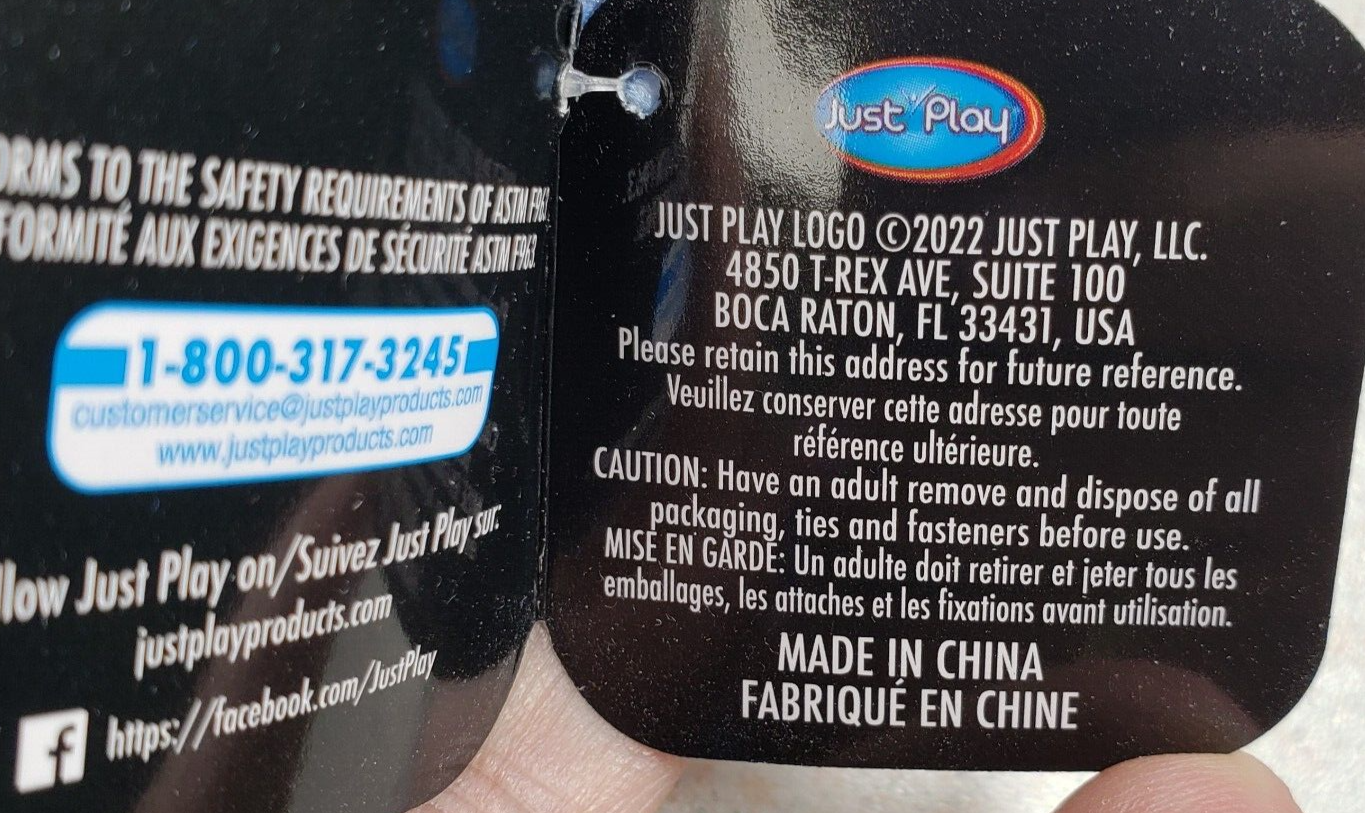 ORMS TO THE SAFETY REQUIREMENTS OF ASTM F963
FORMITÉ AUX EXIGENCES DE SÉCURITÉ ASTM F963
1-800-317-3245
customerservice@justplayproducts.com
www.justplayproducts.com
llow Just Play on/Suivez Just Play sur:
justplayproducts.com
f https://facebook.com/JustPlay
Just Play
JUST PLAY LOGO ©2022 JUST PLAY, LLC.
4850 T-REX AVE, SUITE 100
BOCA RATON, FL 33431, USA
Please retain this address for future reference.
Veuillez conserver cette adresse pour toute
référence ultérieure.
CAUTION: Have an adult remove and dispose of all
packaging, ties and fasteners before use.
MISE EN GARDE: Un adulte doit retirer et jeter tous les
emballages, les attaches et les fixations avant utilisation.
MADE IN CHINA
FABRIQUÉ EN CHINE